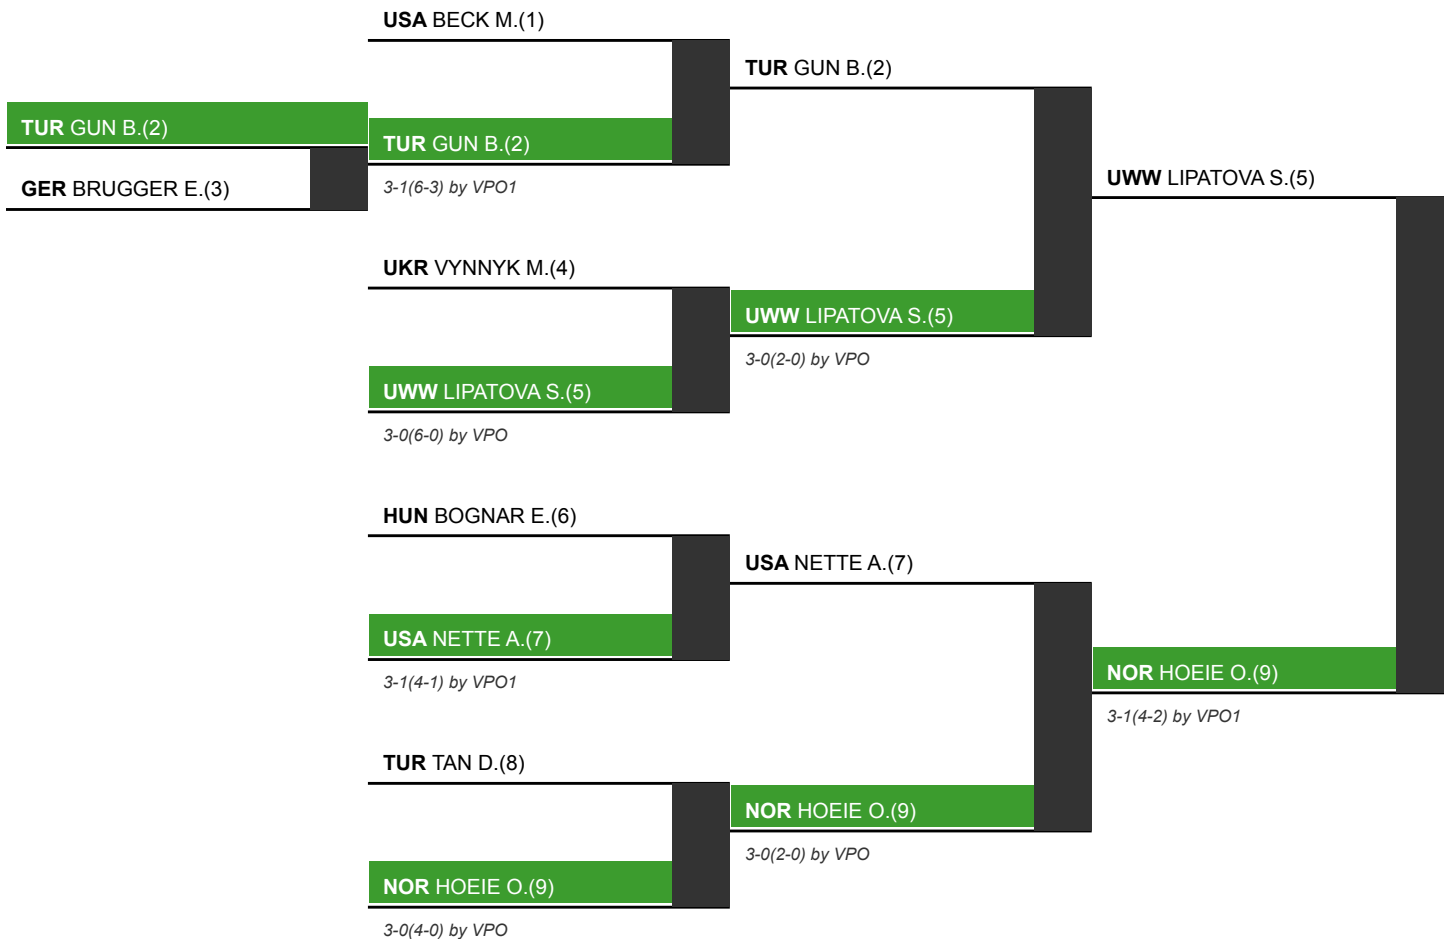 TUR GUN B.(2)
GER BRUGGER E.(3)
USA BECK M.(1)
TUR GUN B.(2)
3-1(6-3) by VPO1
UKR VYNNYK M.(4)
UWW LIPATOVA S.(5)
3-0(6-0) by VPO
HUN BOGNAR E.(6)
USA NETTE A.(7)
3-1(4-1) by VPO1
TUR TAN D.(8)
NOR HOEIE O.(9)
3-0(4-0) by VPO
TUR GUN B.(2)
UWW LIPATOVA S.(5)
3-0(2-0) by VPO
USA NETTE A.(7)
NOR HOEIE O.(9)
3-0(2-0) by VPO
UWW LIPATOVA S.(5)
NOR HOEIE O.(9)
3-1(4-2) by VPO1